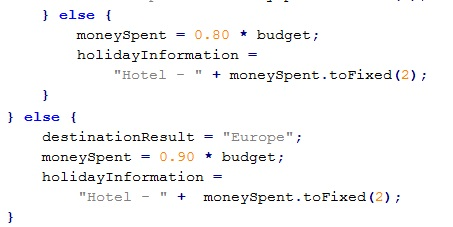 } else {
moneySpent = 0.80 * budget;
holidayInformation =
"Hotel - " + moneySpent.toFixed(2);
}
} else {
destinationResult = "Europe";
moneySpent = 0.90 * budget;
holidayInformation =
"Hotel - " +  moneySpent.toFixed(2);
}